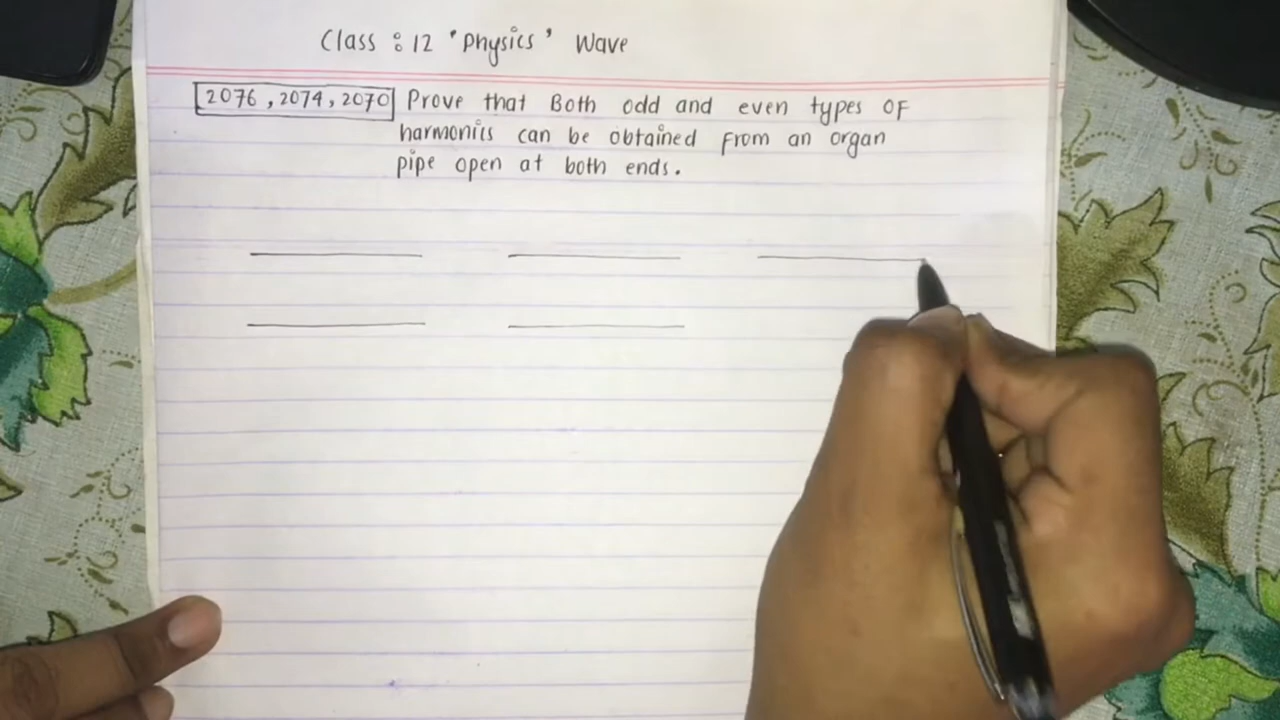 Class : 12 'Physics' Wave
2076, 2074, 2070 Prove that Both odd and even types OF
harmonics can be obtained from an organ
pipe open at both ends.